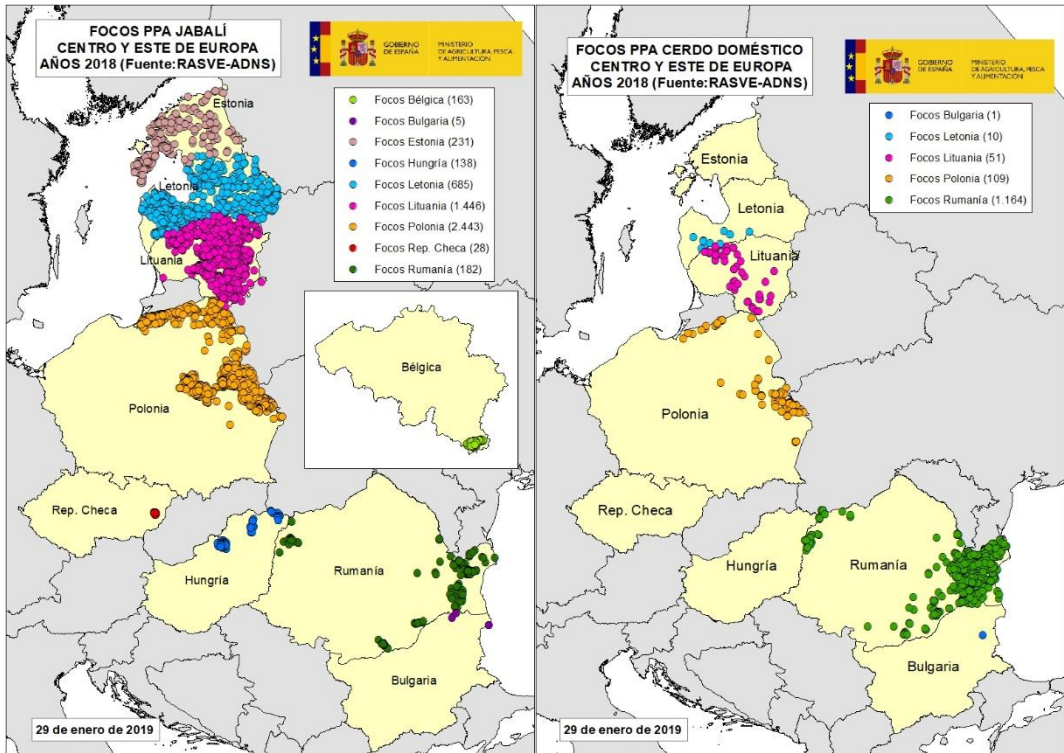 FOCOS PPA JABALÍ
CENTRO Y ESTE DE EUROPA
AÑOS 2018 (Fuente:RASVE-ADNS)
GOBIERNO
DE ESPAÑA
MINISTERIO
DE AGRICULTURA, PESCA
Y ALIMENTACIÓN
Focos Bélgica (163)
Focos Bulgaria (5)
Focos Estonia (231)
Focos Hungría (138)
Focos Letonia (685)
Focos Lituania (1.446)
Focos Polonia (2.443)
Focos Rep. Checa (28)
Focos Rumanía (182)
Estonia
Letonia
Lituania
Bélgica
Polonia
Rep. Checa
Hungría
Rumanía
Bulgaria
29 de enero de 2019
FOCOS PPA CERDO DOMÉSTICO
CENTRO Y ESTE DE EUROPA
AÑOS 2018 (Fuente:RASVE-ADNS)
GOBIERNO
DE ESPAÑA
MINISTERIO
DE AGRICULTURA, PESCA
Y ALIMENTACIÓN
Focos Bulgaria (1)
Focos Letonia (10)
Focos Lituania (51)
Focos Polonia (109)
Focos Rumanía (1.164)
Estonia
Letonia
Lituania
Polonia
Rep. Checa
Hungría
Rumanía
Bulgaria
29 de enero de 2019